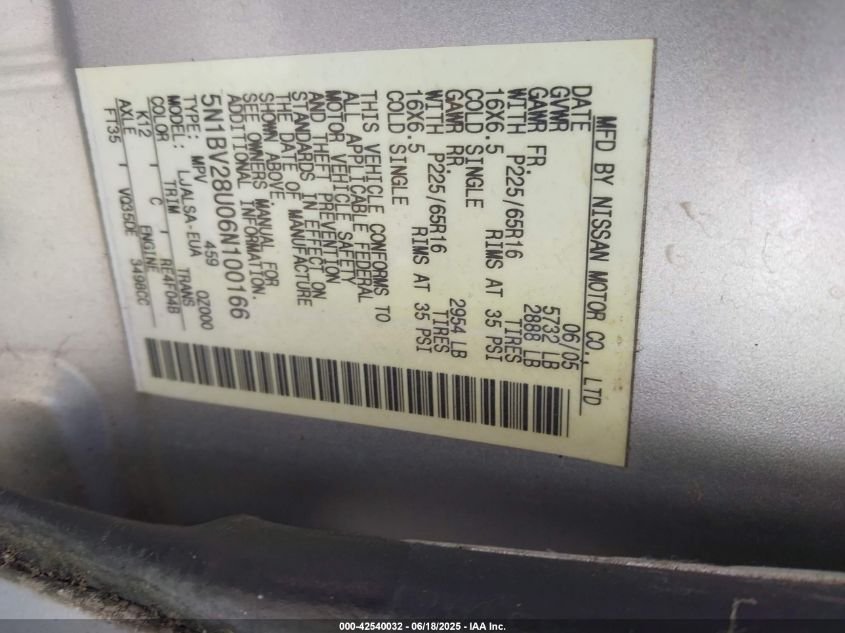 MFD BY NISSAN MOTOR CO., LTD
DATE 06/05
GVWR 5732 LB
GAWR FR. 2888 LB
WITH P225/65R16 TIRES
16X6.5 RIMS AT 35 PSI
COLD SINGLE
GAWR RR. 2954 LB
WITH P225/65R16 TIRES
16X6.5 RIMS AT 35 PSI
COLD SINGLE
THIS VEHICLE CONFORMS TO
ALL APPLICABLE FEDERAL
MOTOR VEHICLE SAFETY
AND THEFT PREVENTION
STANDARDS IN EFFECT ON
THE DATE OF MANUFACTURE
SHOWN ABOVE.
SEE OWNERS MANUAL FOR
ADDITIONAL INFORMATION.
5N1BV28U06N100166
TYPE: MPV 459 0Z000
MODEL: LJALSA-EUA
COLOR TRIM TRANS
K12 C RE4F04B
AXLE ENGINE
FT35 VQ35DE 3498CC
000-42540032 - 06/18/2025 - IAA Inc.